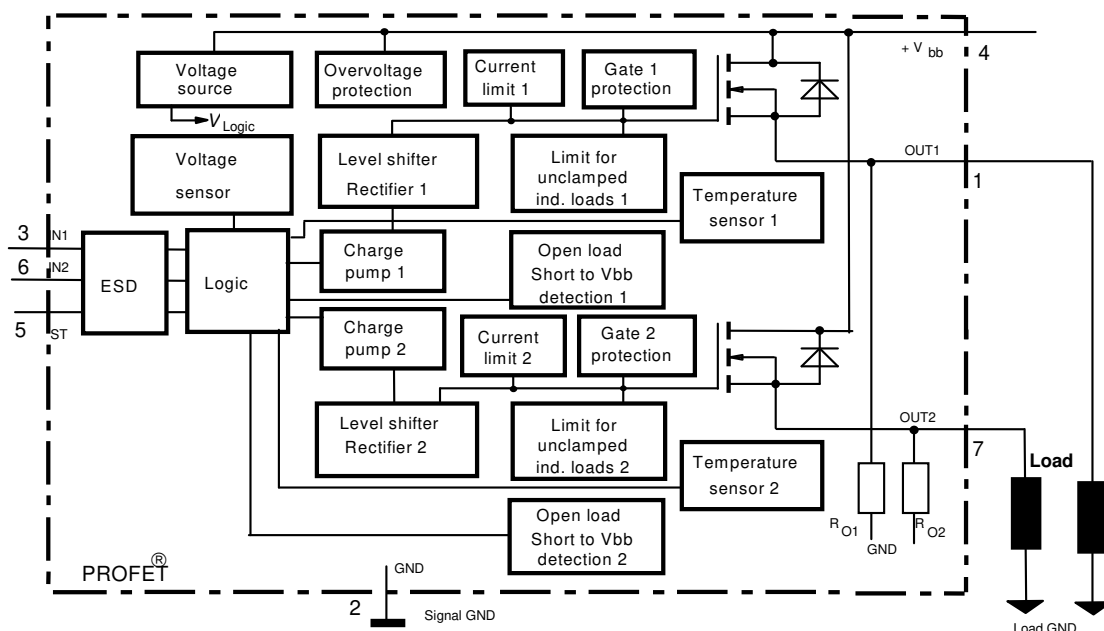 + V bb
4
Voltage
source
Overvoltage
protection
Current
limit 1
Gate 1
protection
V Logic
Voltage
sensor
Level shifter
Rectifier 1
Limit for
unclamped
ind. loads 1
OUT1
1
Temperature
sensor 1
3
IN1
6
IN2
5
ST
ESD
Logic
Charge
pump 1
Open load
Short to Vbb
detection 1
Charge
pump 2
Current
limit 2
Gate 2
protection
Level shifter
Rectifier 2
Limit for
unclamped
ind. loads 2
OUT2
7
Load
Temperature
sensor 2
R O1
GND
R O2
Open load
Short to Vbb
detection 2
PROFET®
GND
2
Signal GND
Load GND